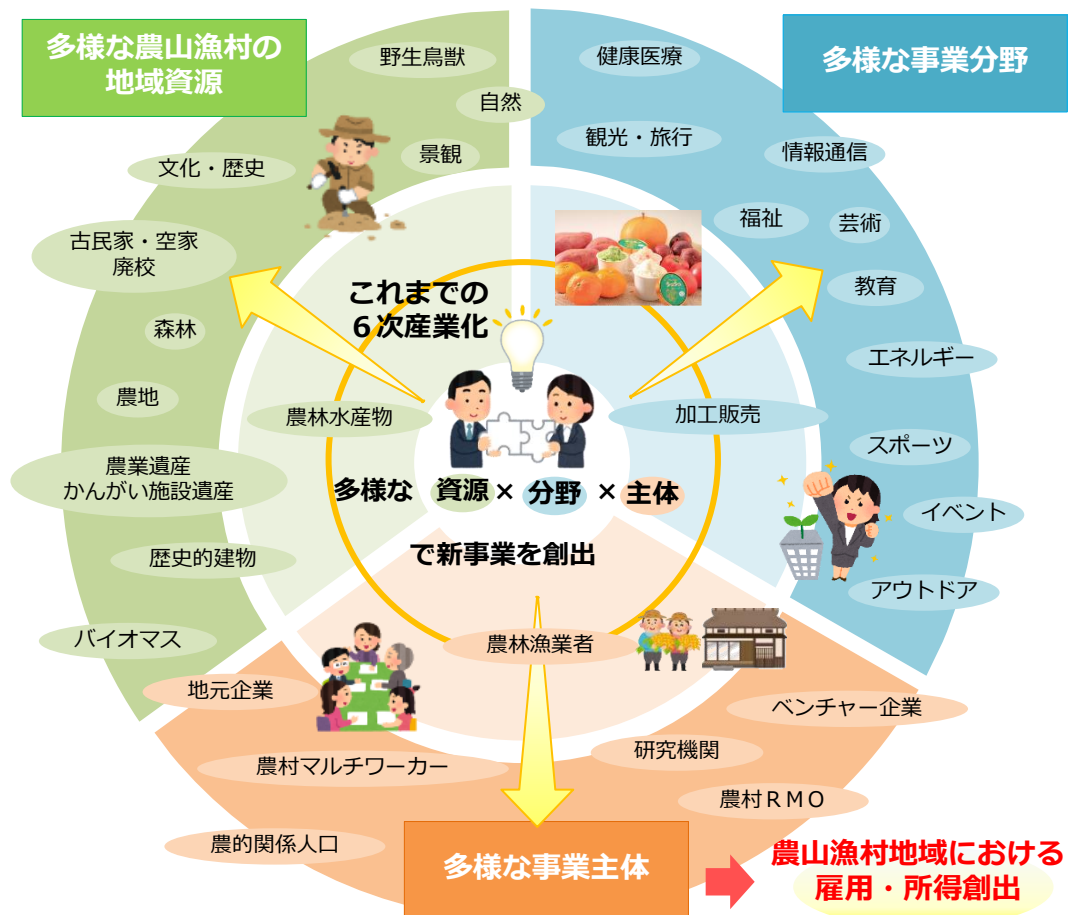 多様な農山漁村の
地域資源
野生鳥獣
自然
景観
文化・歴史
古民家・空家
廃校
森林
農地
農業遺産
かんがい施設遺産
歴史的建物
バイオマス
多様な事業分野
健康医療
観光・旅行
情報通信
福祉
芸術
教育
エネルギー
スポーツ
イベント
アウトドア
これまでの
６次産業化
農林水産物
加工販売
多様な 資源×分野×主体
で新事業を創出
農林漁業者
地元企業
ベンチャー企業
研究機関
農村マルチワーカー
農村ＲＭＯ
農的関係人口
多様な事業主体
農山漁村地域における
雇用・所得創出